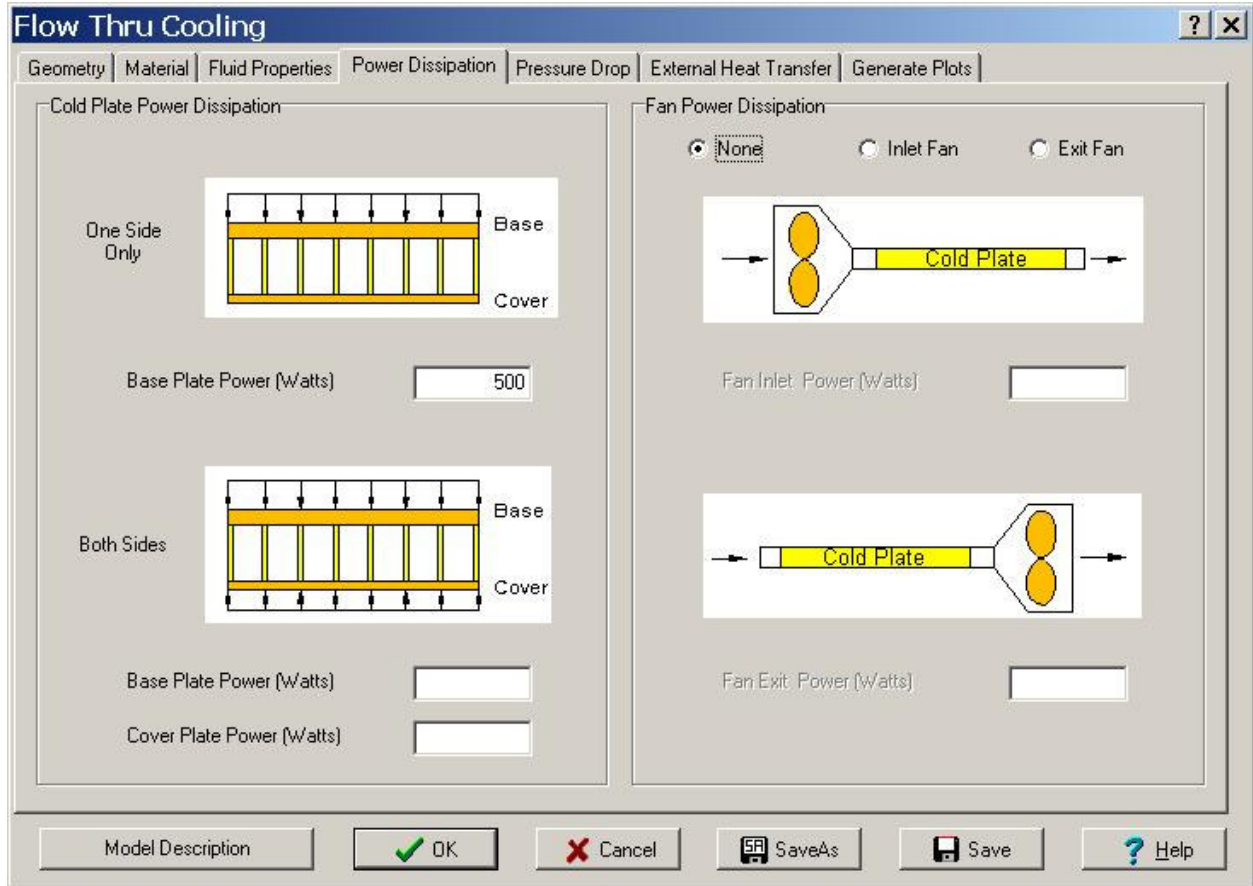 Flow Thru Cooling
Geometry Material Fluid Properties Power Dissipation Pressure Drop External Heat Transfer Generate Plots
Cold Plate Power Dissipation
One Side
Only
Base
Cover
Base Plate Power (Watts) 500
Both Sides
Base
Cover
Base Plate Power (Watts)
Cover Plate Power (Watts)
Fan Power Dissipation
None Inlet Fan Exit Fan
Cold Plate
Fan Inlet Power (Watts)
Cold Plate
Fan Exit Power (Watts)
Model Description OK Cancel SA SaveAs Save ? Help